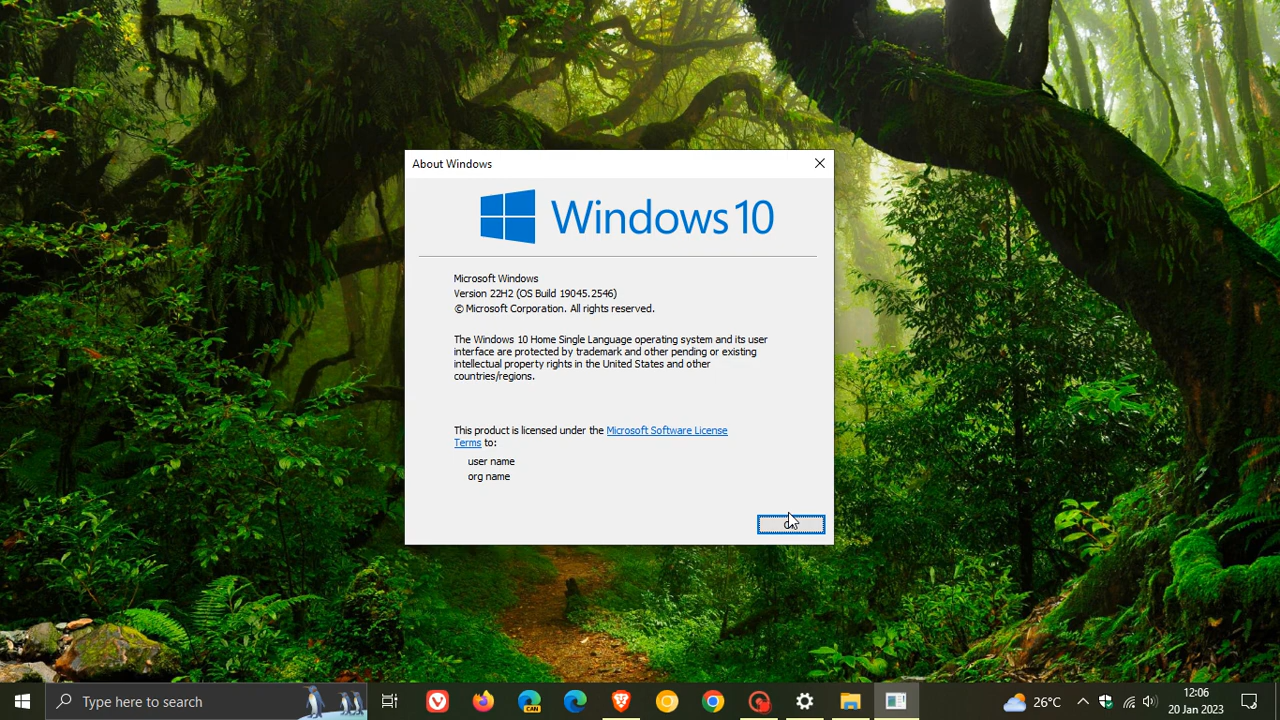 About Windows
Windows 10
Microsoft Windows
Version 22H2 (OS Build 19045.2546)
© Microsoft Corporation. All rights reserved.
The Windows 10 Home Single Language operating system and its user
interface are protected by trademark and other pending or existing
intellectual property rights in the United States and other
countries/regions.
This product is licensed under the Microsoft Software License
Terms to:
user name
org name
Type here to search
CAN
26°C
12:06
20 Jan 2023